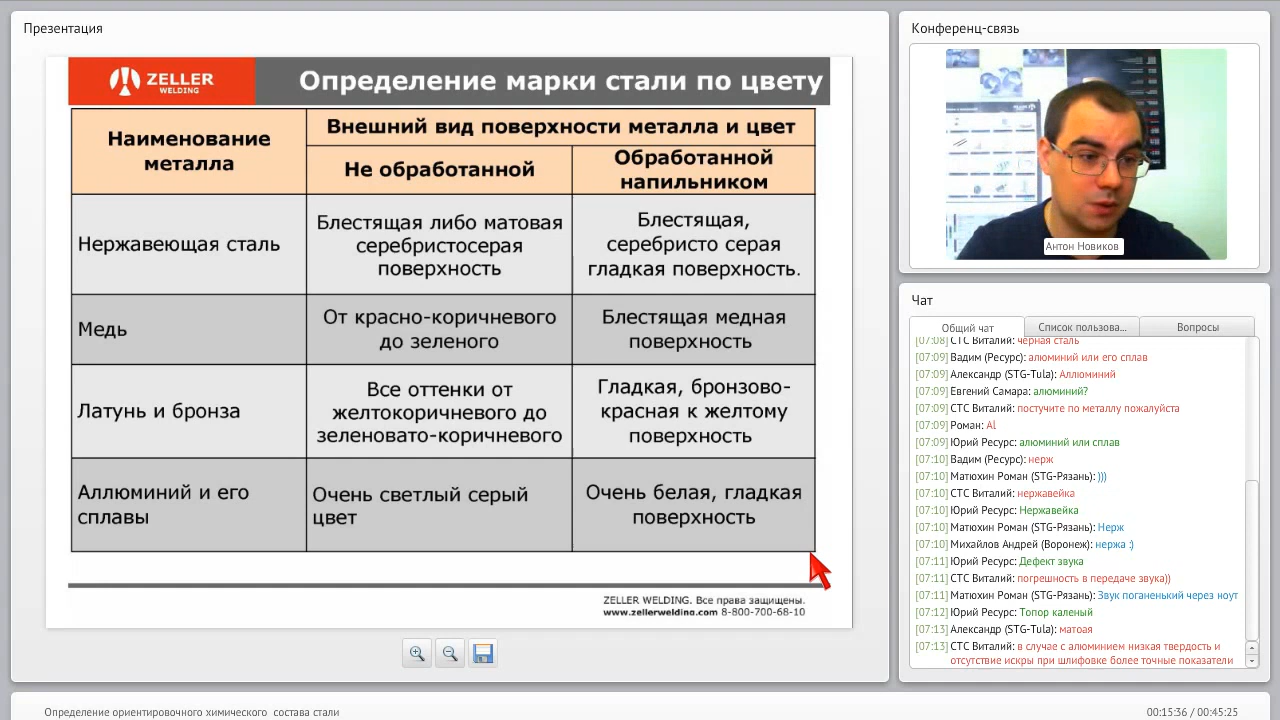 Презентация
ZELLER
WELDING
Определение марки стали по цвету
Наименование
металла
Внешний вид поверхности металла и цвет
Не обработанной
Обработанной
напильником
Нержавеющая сталь
Блестящая либо матовая
серебристосерая
поверхность
Блестящая,
серебристо серая
гладкая поверхность.
Медь
От красно-коричневого
до зеленого
Блестящая медная
поверхность
Латунь и бронза
Все оттенки от
желтокоричневого до
зеленовато-коричневого
Гладкая, бронзово-
красная к желтому
поверхность
Аллюминий и его
сплавы
Очень светлый серый
цвет
Очень белая, гладкая
поверхность
ZELLER WELDING. Все права защищены.
www.zellerwelding.com 8-800-700-68-10
Конференц-связь
Антон Новиков
Чат
Общий чат
Список пользова...
Вопросы
[07:08] СТС Виталий: черная сталь
[07:09] Вадим (Ресурс): алюминий или его сплав
[07:09] Александр (STG-Tula): Аллюминий
[07:09] Евгений Самара: алюминий?
[07:09] СТС Виталий: постучите по металлу пожалуйста
[07:09] Роман: Al
[07:09] Юрий Ресурс: алюминий или сплав
[07:10] Вадим (Ресурс): нерж
[07:10] Матюхин Роман (STG-Рязань): )))
[07:10] СТС Виталий: нержавейка
[07:10] Юрий Ресурс: Нержавейка
[07:10] Матюхин Роман (STG-Рязань): Нерж
[07:10] Михайлов Андрей (Воронеж): нержа :)
[07:11] Юрий Ресурс: Дефект звука
[07:11] СТС Виталий: погрешность в передаче звука))
[07:11] Матюхин Роман (STG-Рязань): Звук поганенький через ноут
[07:12] Юрий Ресурс: Топор каленый
[07:13] Александр (STG-Tula): матоая
[07:13] СТС Виталий: в случае с алюминием низкая твердость и
отсутствие искры при шлифовке более точные показатели
Определение ориентировочного химического состава стали
00:15:36 / 00:45:25